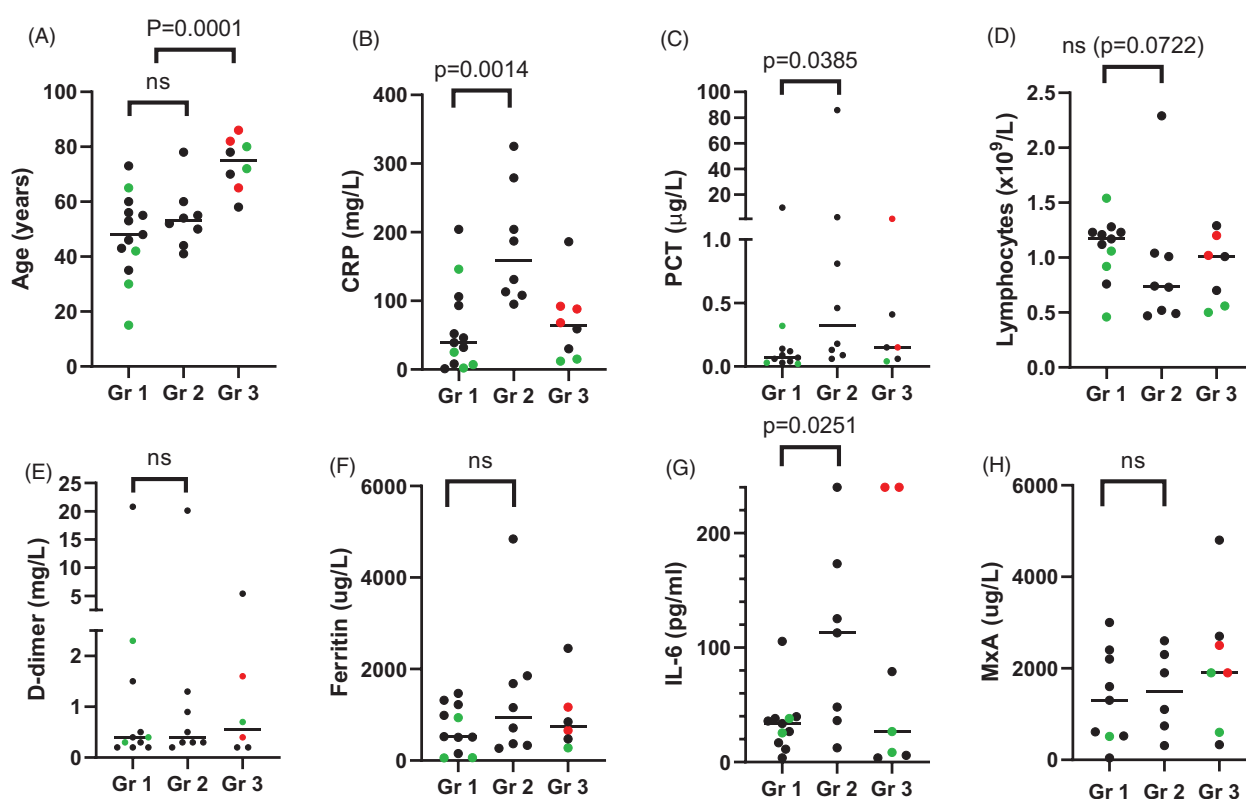 (A)
P=0.0001
ns
Age (years)
100
80
60
40
20
0
Gr 1 Gr 2 Gr 3
(B)
p=0.0014
CRP (mg/L)
400
300
200
100
0
Gr 1 Gr 2 Gr 3
(C)
p=0.0385
PCT (μg/L)
100
80
60
40
20
1.0
0.5
0.0
Gr 1 Gr 2 Gr 3
(D)
ns (p=0.0722)
Lymphocytes (x10⁹/L)
2.5
2.0
1.5
1.0
0.5
0.0
Gr 1 Gr 2 Gr 3
(E)
ns
D-dimer (mg/L)
25
20
15
10
5
2
1
0
Gr 1 Gr 2 Gr 3
(F)
ns
Ferritin (ug/L)
6000
4000
2000
0
Gr 1 Gr 2 Gr 3
(G)
p=0.0251
IL-6 (pg/ml)
200
100
0
Gr 1 Gr 2 Gr 3
(H)
ns
MxA (ug/L)
6000
4000
2000
0
Gr 1 Gr 2 Gr 3